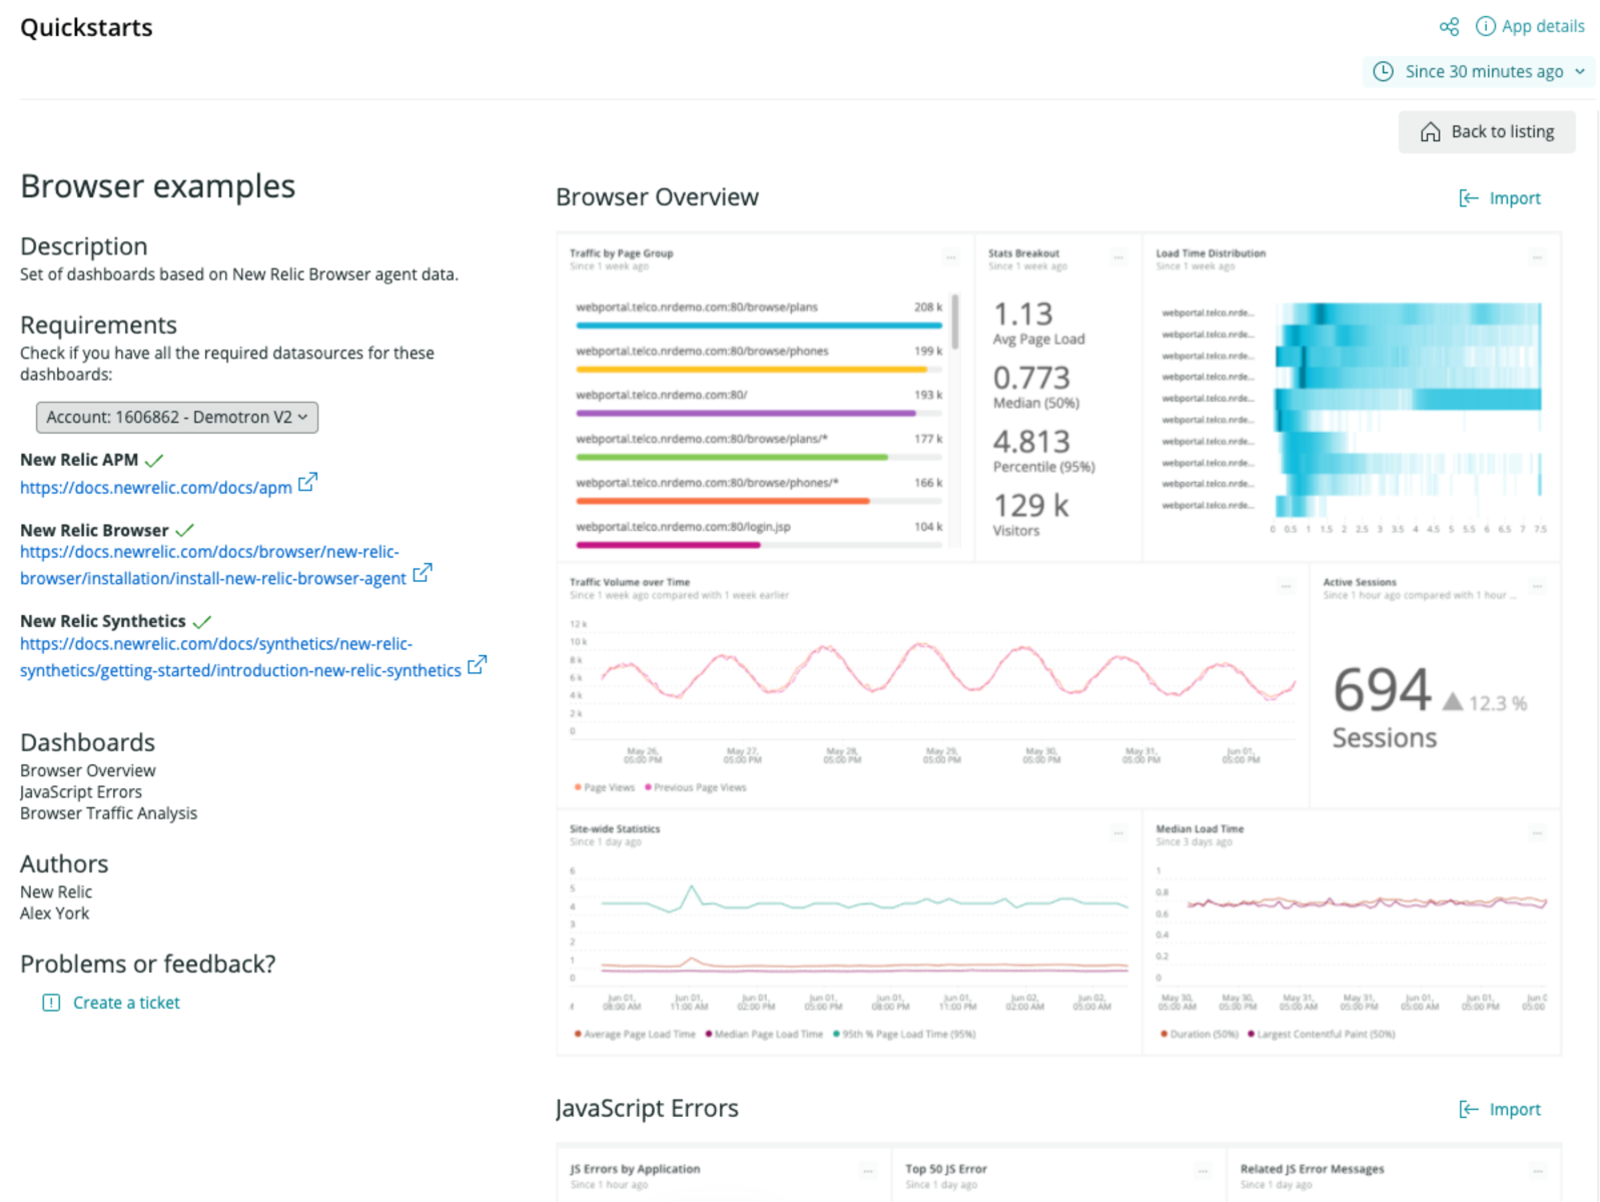 Quickstarts
App details
Since 30 minutes ago
Back to listing
Browser examples
Description
Set of dashboards based on New Relic Browser agent data.
Requirements
Check if you have all the required datasources for these
dashboards:
Account: 1606862 - Demotron V2
New Relic APM
https://docs.newrelic.com/docs/apm
New Relic Browser
https://docs.newrelic.com/docs/browser/new-relic-
browser/installation/install-new-relic-browser-agent
New Relic Synthetics
https://docs.newrelic.com/docs/synthetics/new-relic-
synthetics/getting-started/introduction-new-relic-synthetics
Dashboards
Browser Overview
JavaScript Errors
Browser Traffic Analysis
Authors
New Relic
Alex York
Problems or feedback?
Create a ticket
Browser Overview
Import
Traffic by Page Group
Since 1 week ago
webportal.telco.nrdemo.com:80/browse/plans 208 k
webportal.telco.nrdemo.com:80/browse/phones 199 k
webportal.telco.nrdemo.com:80/ 193 k
webportal.telco.nrdemo.com:80/browse/plans/* 177 k
webportal.telco.nrdemo.com:80/browse/phones/* 166 k
webportal.telco.nrdemo.com:80/login.jsp 104 k
Stats Breakout
Since 1 week ago
1.13
Avg Page Load
0.773
Median (50%)
4.813
Percentile (95%)
129 k
Visitors
Load Time Distribution
Since 1 week ago
webportal.telco.nrde...
webportal.telco.nrde...
webportal.telco.nrde...
webportal.telco.nrde...
webportal.telco.nrde...
webportal.telco.nrde...
webportal.telco.nrde...
webportal.telco.nrde...
webportal.telco.nrde...
webportal.telco.nrde...
0 0.5 1 1.5 2 2.5 3 3.5 4 4.5 5 5.5 6 6.5 7 7.5
Traffic Volume over Time
Since 1 week ago compared with 1 week earlier
12 k
10 k
8 k
6 k
4 k
2 k
0
May 26, May 27, May 28, May 29, May 30, May 31, Jun 01,
05:00 PM 05:00 PM 05:00 PM 05:00 PM 05:00 PM 05:00 PM 05:00 PM
Page Views Previous Page Views
Active Sessions
Since 1 hour ago compared with 1 hour ...
694 12.3 %
Sessions
Site-wide Statistics
Since 1 day ago
6
5
4
3
2
1
0
Jun 01, Jun 01, Jun 01, Jun 01, Jun 01, Jun 01, Jun 02, Jun 02,
08:00 AM 11:00 AM 02:00 PM 05:00 PM 08:00 PM 11:00 PM 02:00 AM 05:00 AM
Average Page Load Time Median Page Load Time 95th % Page Load Time (95%)
Median Load Time
Since 3 days ago
1
0.8
0.6
0.4
0.2
0
May 30, May 30, May 31, May 31, Jun 01, Jun 01, Jun 0
05:00 AM 05:00 PM 05:00 AM 05:00 PM 05:00 AM 05:00 PM 05:00
Duration (50%) Largest Contentful Paint (50%)
JavaScript Errors
Import
JS Errors by Application
Since 1 hour ago
Top 50 JS Error
Since 1 day ago
Related JS Error Messages
Since 1 day ago